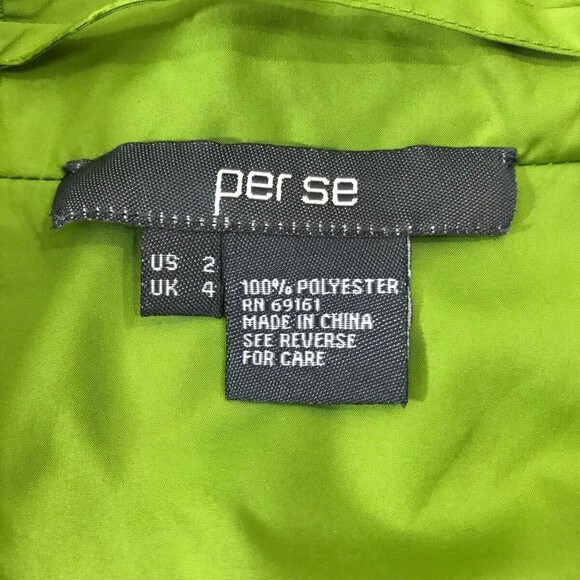 per se
US 2
UK 4
100% POLYESTER
RN 69161
MADE IN CHINA
SEE REVERSE
FOR CARE